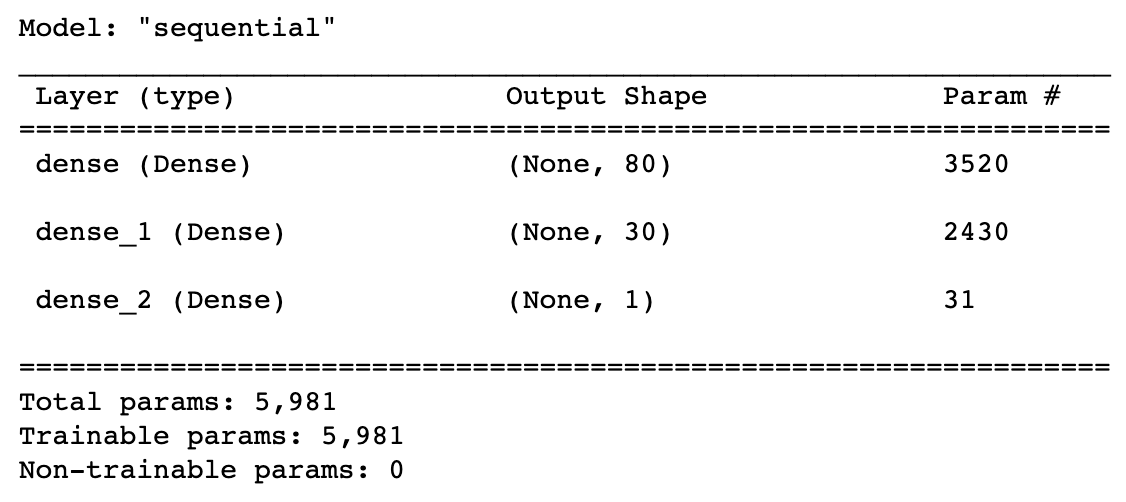 Model: "sequential"
Layer (type) Output Shape Param #
=================================================================
dense (Dense) (None, 80) 3520
dense_1 (Dense) (None, 30) 2430
dense_2 (Dense) (None, 1) 31
=================================================================
Total params: 5,981
Trainable params: 5,981
Non-trainable params: 0